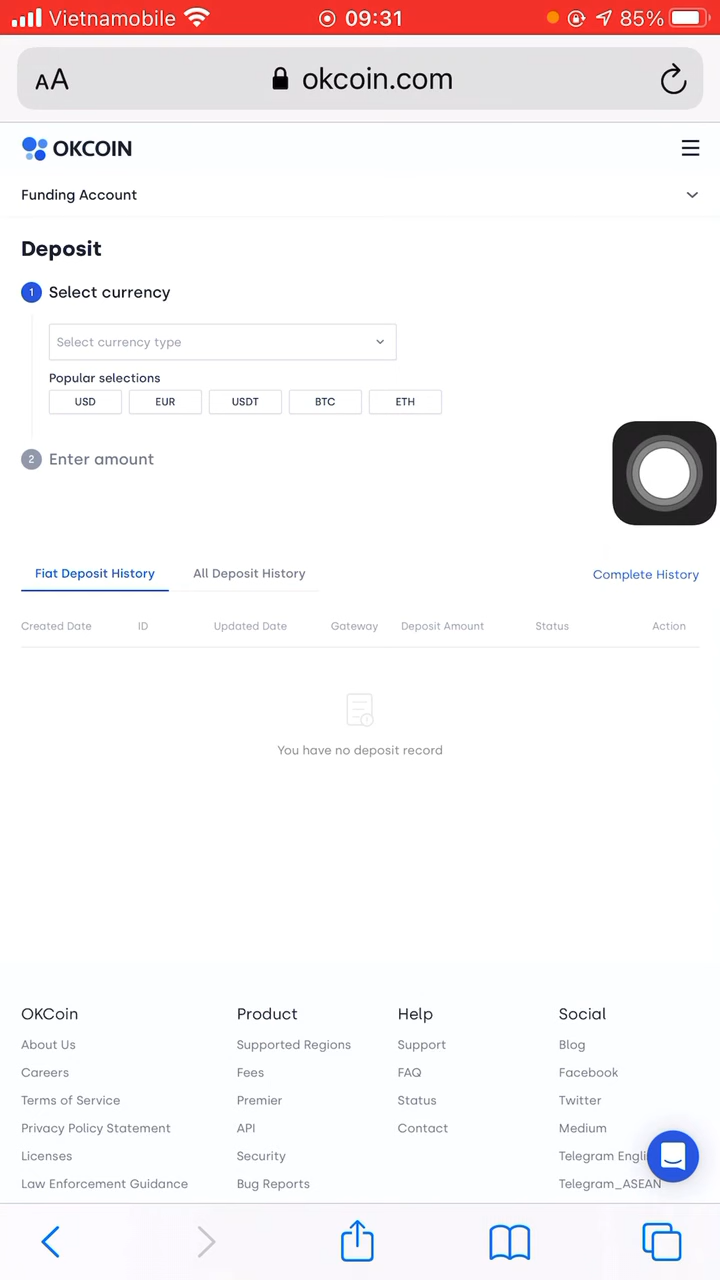 Vietnamobile 09:31 85%
AA okcoin.com
OKCOIN
Funding Account
Deposit
1 Select currency
Select currency type
Popular selections
USD EUR USDT BTC ETH
2 Enter amount
Fiat Deposit History All Deposit History Complete History
Created Date ID Updated Date Gateway Deposit Amount Status Action
You have no deposit record
OKCoin Product Help Social
About Us Supported Regions Support Blog
Careers Fees FAQ Facebook
Terms of Service Premier Status Twitter
Privacy Policy Statement API Contact Medium
Licenses Security Telegram Engli
Law Enforcement Guidance Bug Reports Telegram_ASEAN